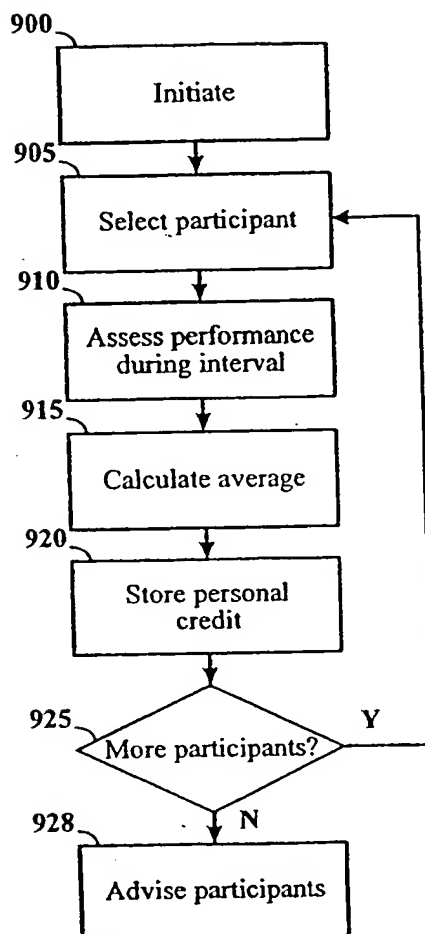 900
Initiate
905
Select participant
910
Assess performance
during interval
915
Calculate average
920
Store personal
credit
925
More participants?
Y
N
928
Advise participants